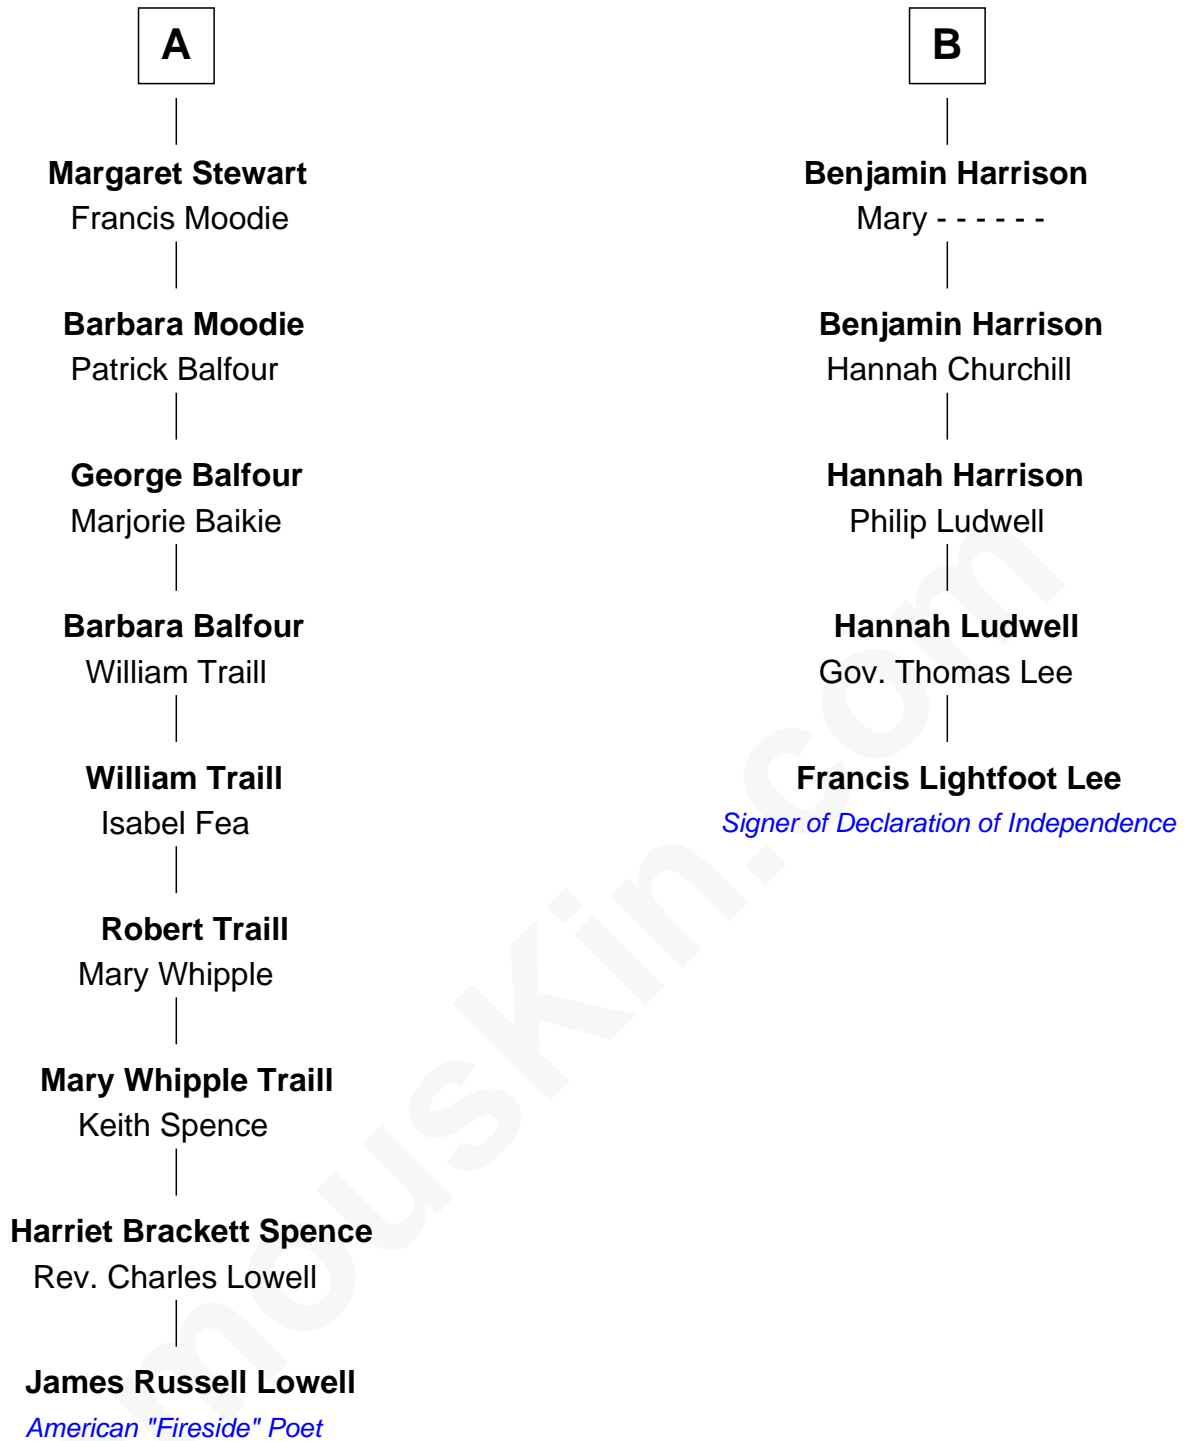 A
Margaret Stewart
Francis Moodie
Barbara Moodie
Patrick Balfour
George Balfour
Marjorie Baikie
Barbara Balfour
William Traill
William Traill
Isabel Fea
Robert Traill
Mary Whipple
Mary Whipple Traill
Keith Spence
Harriet Brackett Spence
Rev. Charles Lowell
James Russell Lowell
American "Fireside" Poet
B
Benjamin Harrison
Mary - - - - - -
Benjamin Harrison
Hannah Churchill
Hannah Harrison
Philip Ludwell
Hannah Ludwell
Gov. Thomas Lee
Francis Lightfoot Lee
Signer of Declaration of Independence
mousKin.com